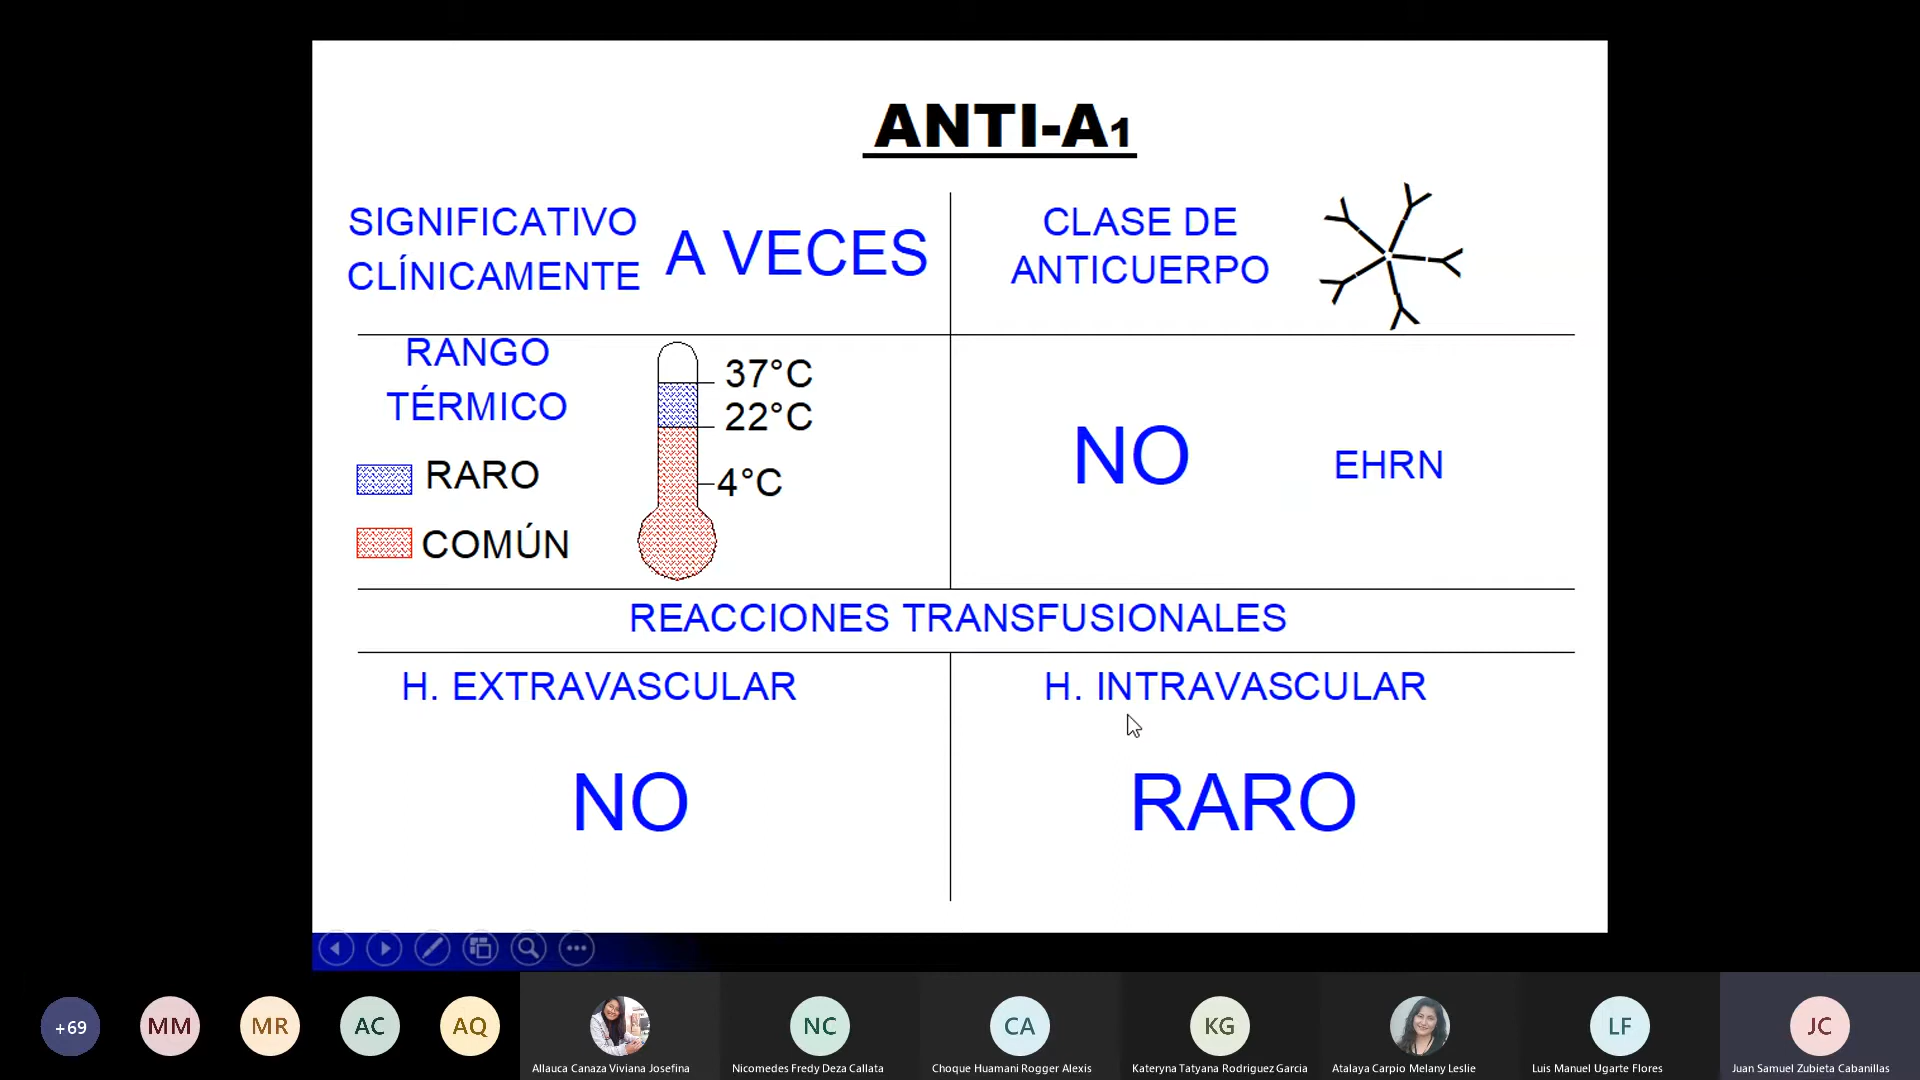 ANTI-A1
SIGNIFICATIVO
CLÍNICAMENTE
A VECES
CLASE DE
ANTICUERPO
RANGO
TÉRMICO
37°C
22°C
4°C
RARO
COMÚN
NO
EHRN
REACCIONES TRANSFUSIONALES
H. EXTRAVASCULAR
H. INTRAVASCULAR
NO
RARO
+69
MM
MR
AC
AQ
NC
CA
KG
LF
JC
Allauca Canaza Viviana Josefina
Nicomedes Fredy Deza Callata
Choque Huamani Rogger Alexis
Kateryna Tatyana Rodriguez Garcia
Atalaya Carpio Melany Leslie
Luis Manuel Ugarte Flores
Juan Samuel Zubieta Cabanillas